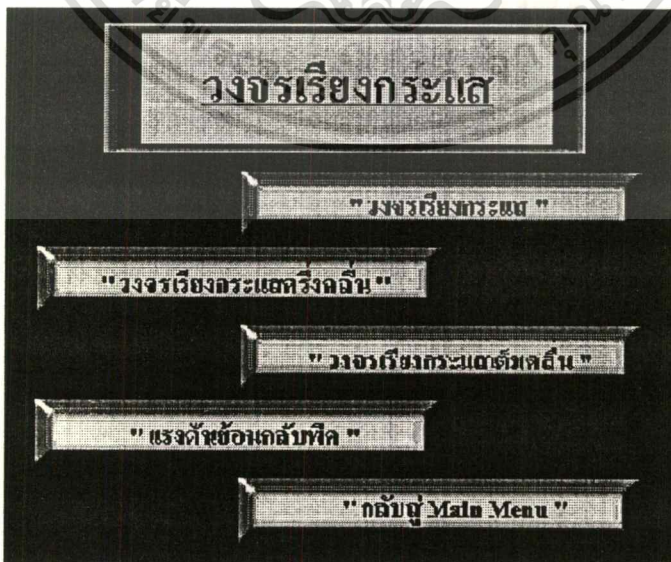 วงจรเรียงกระแส
" วงจรเรียงกระแส "
" วงจรเรียงกระแสครึ่งคลื่น "
" วงจรเรียงกระแสเต็มคลื่น "
" แรงดันย้อนกลับพีค "
" กลับสู่ Main Menu "